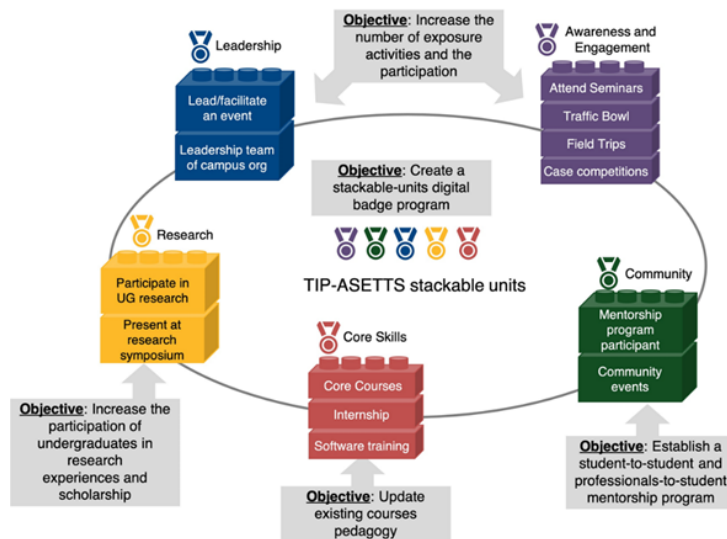 Objective: Increase the
number of exposure
activities and the
participation
Leadership
Lead/facilitate
an event
Leadership team
of campus org
Awareness and
Engagement
Attend Seminars
Traffic Bowl
Field Trips
Case competitions
Objective: Create a
stackable-units digital
badge program
TIP-ASETTS stackable units
Research
Participate in
UG research
Present at
research
symposium
Community
Mentorship
program
participant
Community
events
Core Skills
Core Courses
Internship
Software training
Objective: Increase the
participation of
undergraduates in
research
experiences and
scholarship
Objective: Update
existing courses
pedagogy
Objective: Establish a
student-to-student and
professionals-to-student
mentorship program